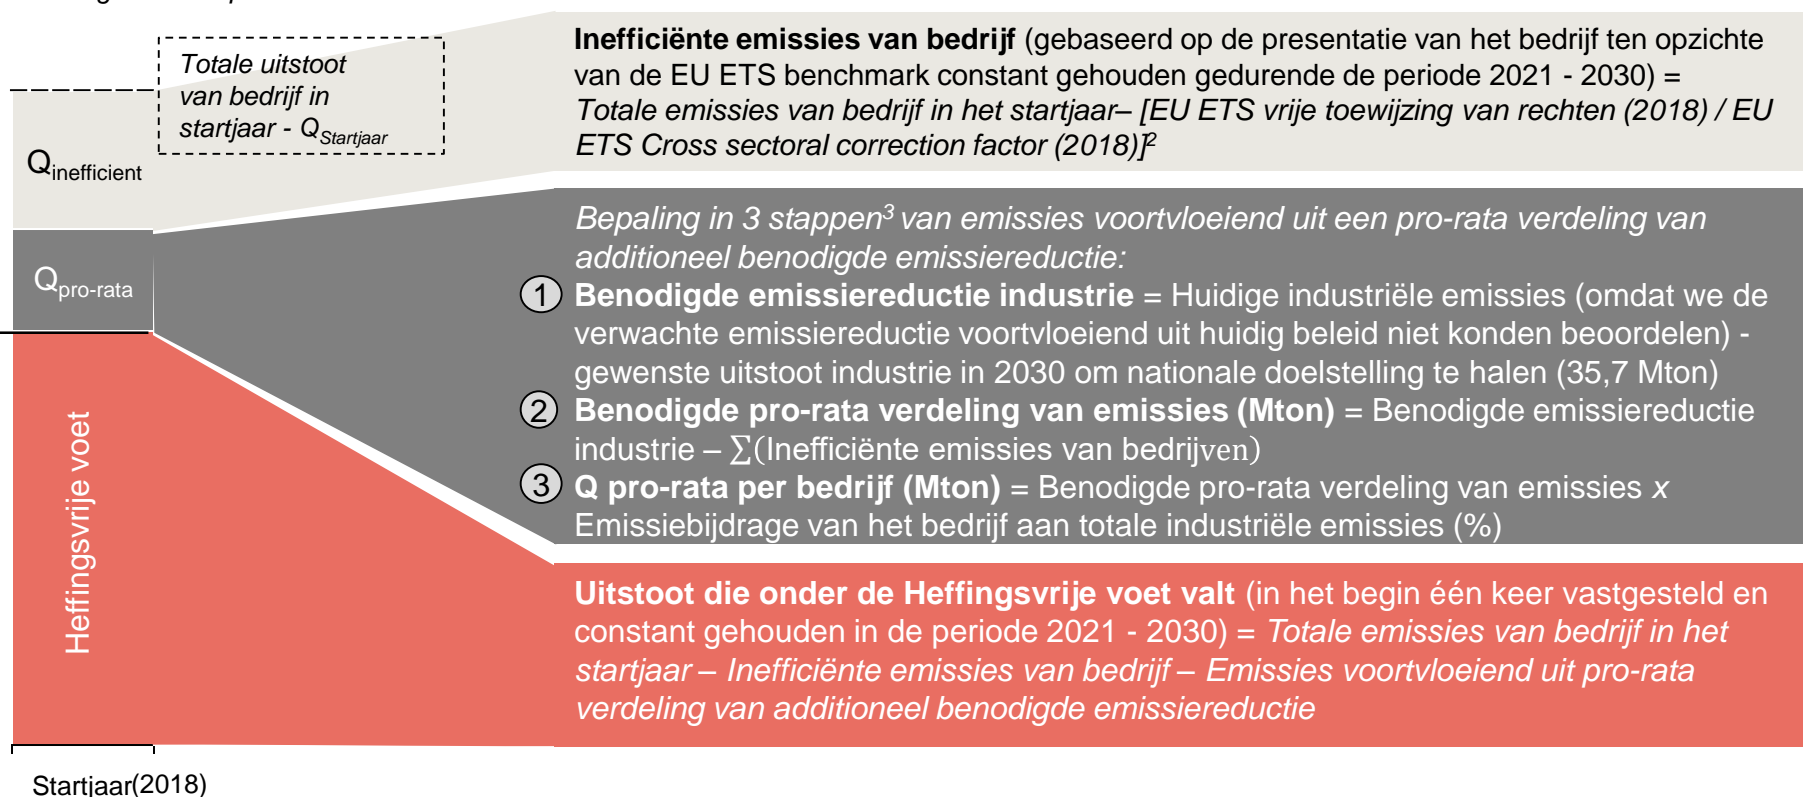 Totale uitstoot
van bedrijf in
startjaar - Q Startjaar
Q inefficient
Q pro-rata
Heffingsvrije voet
Startjaar(2018)
Inefficiënte emissies van bedrijf (gebaseerd op de presentatie van het bedrijf ten opzichte
van de EU ETS benchmark constant gehouden gedurende de periode 2021 - 2030) =
Totale emissies van bedrijf in het startjaar– [EU ETS vrije toewijzing van rechten (2018) / EU
ETS Cross sectoral correction factor (2018)]2
Bepaling in 3 stappen3 van emissies voortvloeiend uit een pro-rata verdeling van
additioneel benodigde emissiereductie:
1 Benodigde emissiereductie industrie = Huidige industriële emissies (omdat we de
verwachte emissiereductie voortvloeiend uit huidig beleid niet konden beoordelen) -
gewenste uitstoot industrie in 2030 om nationale doelstelling te halen (35,7 Mton)
2 Benodigde pro-rata verdeling van emissies (Mton) = Benodigde emissiereductie
industrie – ∑(Inefficiënte emissies van bedrijven)
3 Q pro-rata per bedrijf (Mton) = Benodigde pro-rata verdeling van emissies x
Emissiebijdrage van het bedrijf aan totale industriële emissies (%)
Uitstoot die onder de Heffingsvrije voet valt (in het begin één keer vastgesteld en
constant gehouden in de periode 2021 - 2030) = Totale emissies van bedrijf in het
startjaar – Inefficiënte emissies van bedrijf – Emissies voortvloeiend uit pro-rata
verdeling van additioneel benodigde emissiereductie